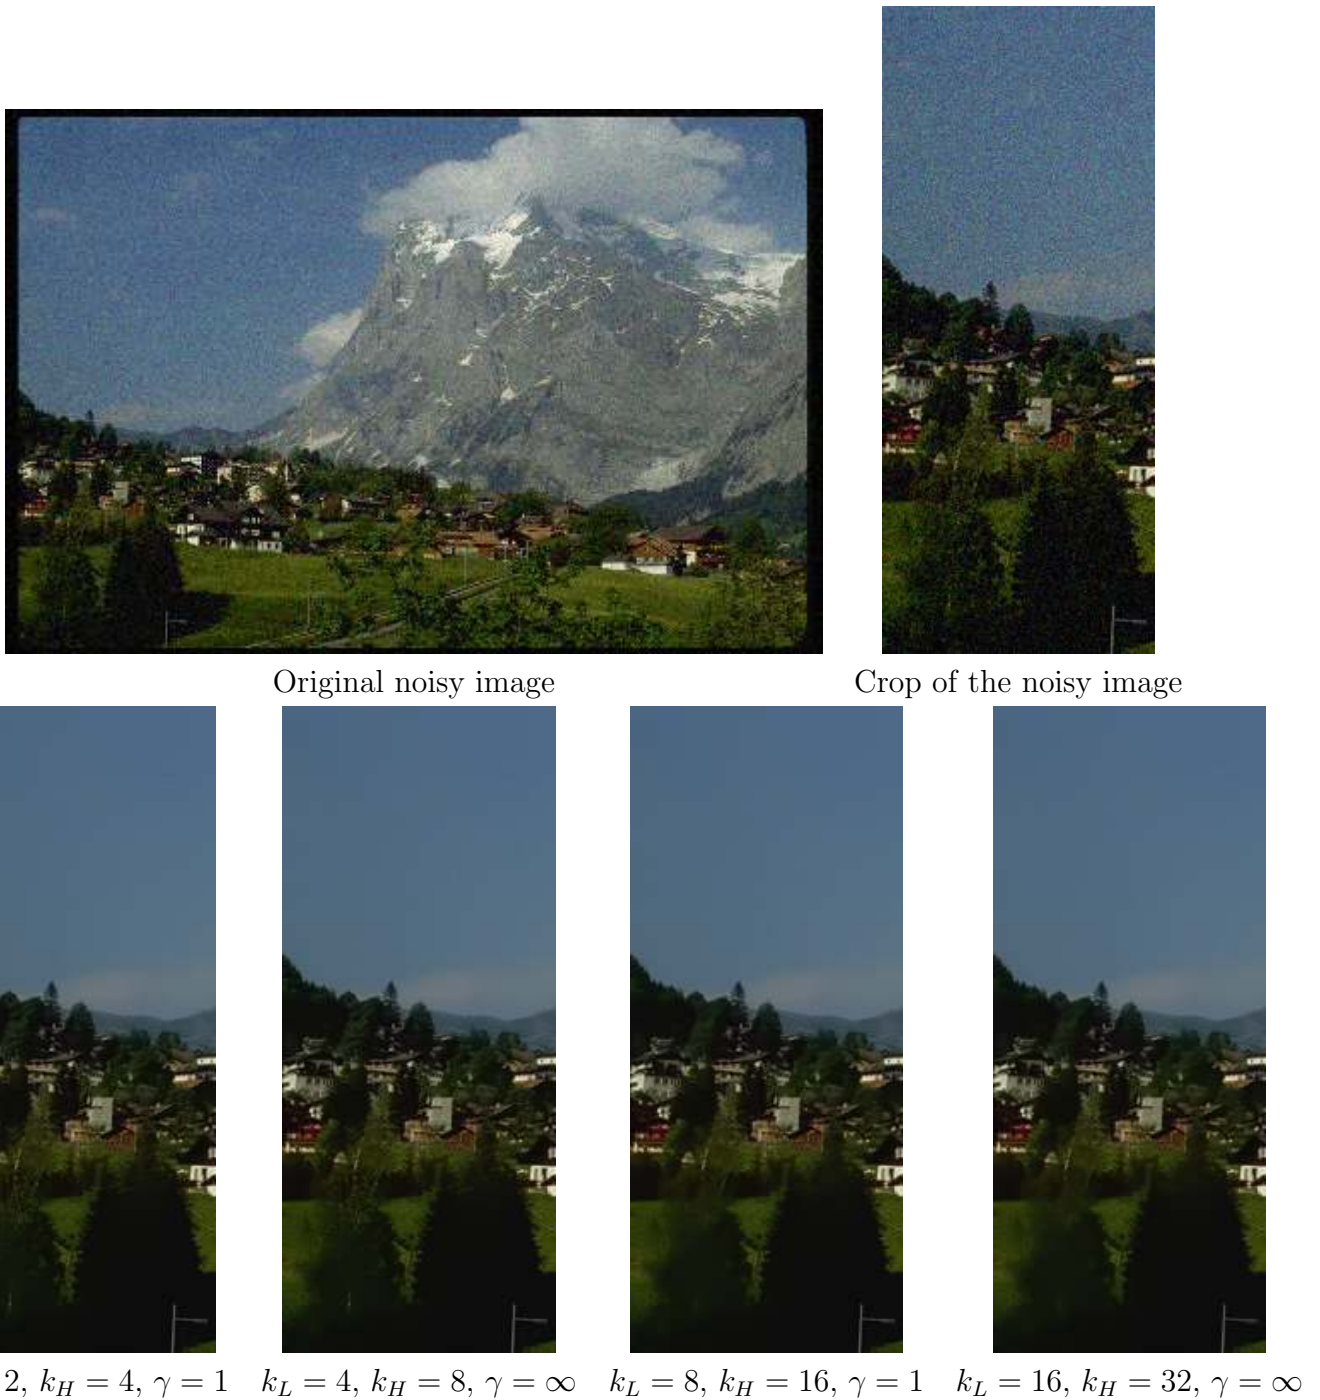 Original noisy image
Crop of the noisy image
2, k_H = 4, γ = 1
k_L = 4, k_H = 8, γ = ∞
k_L = 8, k_H = 16, γ = 1
k_L = 16, k_H = 32, γ = ∞